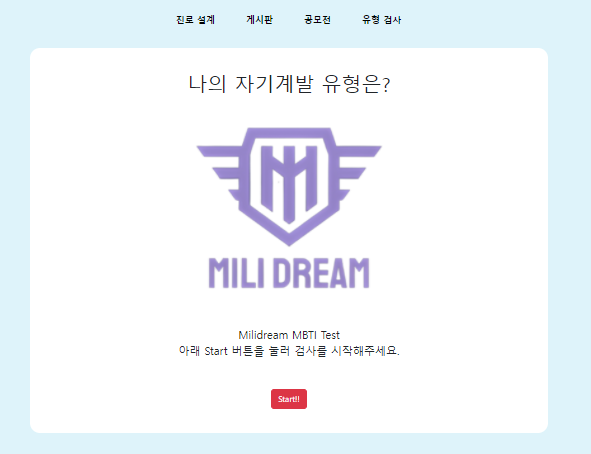 진로 설계 게시판 공모전 유형 검사
나의 자기계발 유형은?
MILI DREAM
Milidream MBTI Test
아래 Start 버튼을 눌러 검사를 시작해주세요.
Start!!